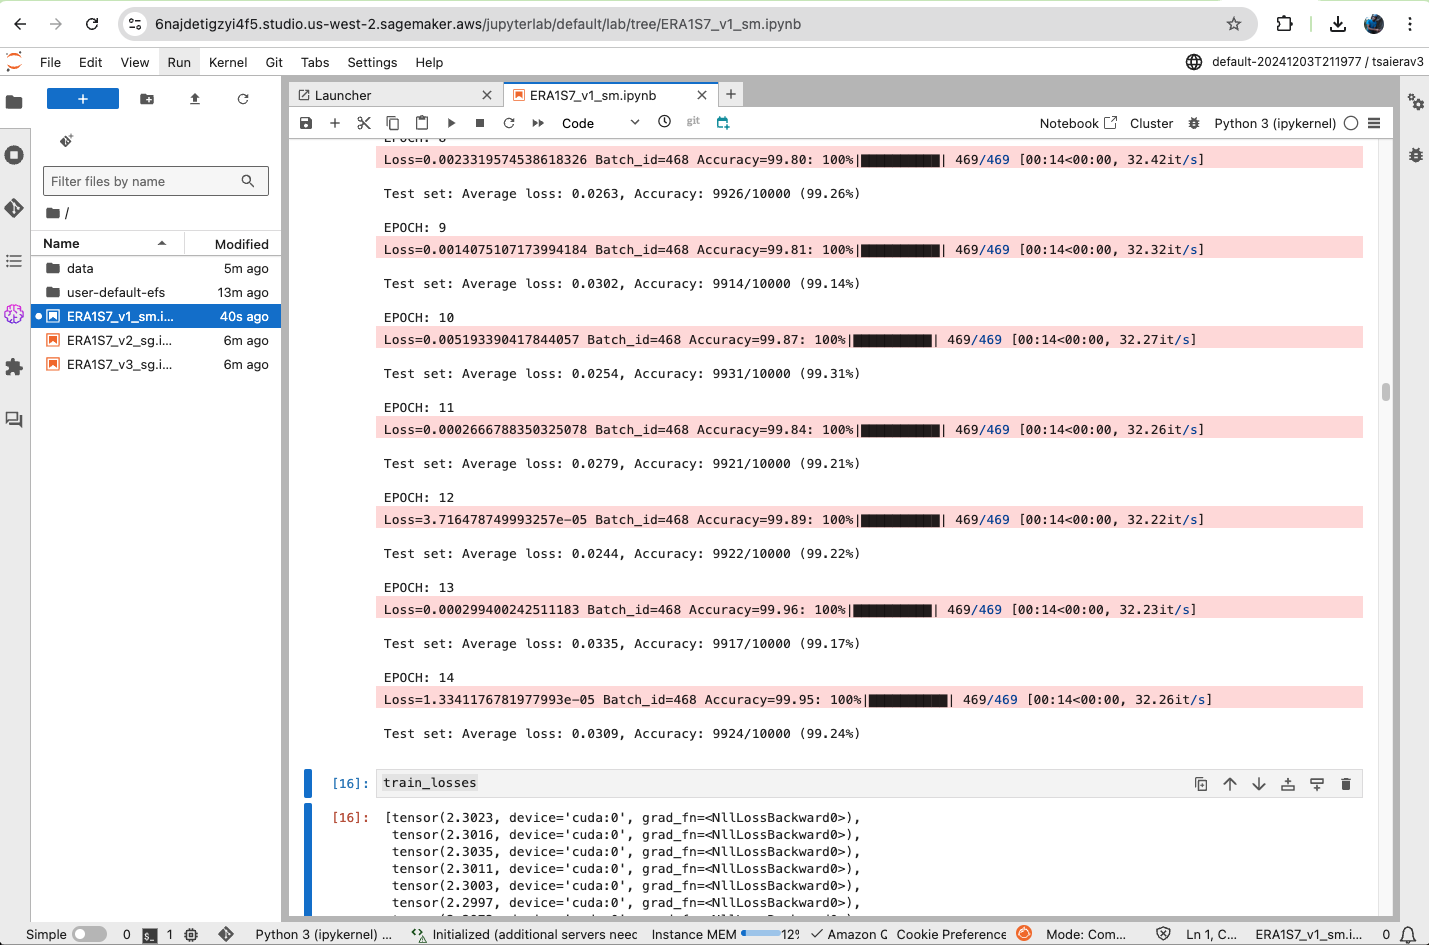 6najdetigzyi4f5.studio.us-west-2.sagemaker.aws/jupyterlab/default/lab/tree/ERA1S7_v1_sm.ipynb
File Edit View Run Kernel Git Tabs Settings Help
default-20241203T211977 / tsaierav3
+
Filter files by name
/
Name Modified
data 5m ago
user-default-efs 13m ago
ERA1S7_v1_sm.i... 40s ago
ERA1S7_v2_sg.i... 6m ago
ERA1S7_v3_sg.i... 6m ago
Launcher
ERA1S7_v1_sm.ipynb
Code
git
Notebook
Cluster
Python 3 (ipykernel)
Loss=0.0023319574538618326 Batch_id=468 Accuracy=99.80: 100%|██████████| 469/469 [00:14<00:00, 32.42it/s]
Test set: Average loss: 0.0263, Accuracy: 9926/10000 (99.26%)
EPOCH: 9
Loss=0.0014075107173994184 Batch_id=468 Accuracy=99.81: 100%|██████████| 469/469 [00:14<00:00, 32.32it/s]
Test set: Average loss: 0.0302, Accuracy: 9914/10000 (99.14%)
EPOCH: 10
Loss=0.005193390417844057 Batch_id=468 Accuracy=99.87: 100%|██████████| 469/469 [00:14<00:00, 32.27it/s]
Test set: Average loss: 0.0254, Accuracy: 9931/10000 (99.31%)
EPOCH: 11
Loss=0.0002666788350325078 Batch_id=468 Accuracy=99.84: 100%|██████████| 469/469 [00:14<00:00, 32.26it/s]
Test set: Average loss: 0.0279, Accuracy: 9921/10000 (99.21%)
EPOCH: 12
Loss=3.716478749993257e-05 Batch_id=468 Accuracy=99.89: 100%|██████████| 469/469 [00:14<00:00, 32.22it/s]
Test set: Average loss: 0.0244, Accuracy: 9922/10000 (99.22%)
EPOCH: 13
Loss=0.000299400242511183 Batch_id=468 Accuracy=99.96: 100%|██████████| 469/469 [00:14<00:00, 32.23it/s]
Test set: Average loss: 0.0335, Accuracy: 9917/10000 (99.17%)
EPOCH: 14
Loss=1.3341176781977993e-05 Batch_id=468 Accuracy=99.95: 100%|██████████| 469/469 [00:14<00:00, 32.26it/s]
Test set: Average loss: 0.0309, Accuracy: 9924/10000 (99.24%)
[16]: train_losses
[16]: [tensor(2.3023, device='cuda:0', grad_fn=<NllLossBackward0>),
tensor(2.3016, device='cuda:0', grad_fn=<NllLossBackward0>),
tensor(2.3035, device='cuda:0', grad_fn=<NllLossBackward0>),
tensor(2.3011, device='cuda:0', grad_fn=<NllLossBackward0>),
tensor(2.3003, device='cuda:0', grad_fn=<NllLossBackward0>),
tensor(2.2997, device='cuda:0', grad_fn=<NllLossBackward0>),
Simple 0 1 Python 3 (ipykernel) ... Initialized (additional servers neec Instance MEM 12% Amazon Q Cookie Preference Mode: Com... Ln 1, C... ERA1S7_v1_sm.i... 0